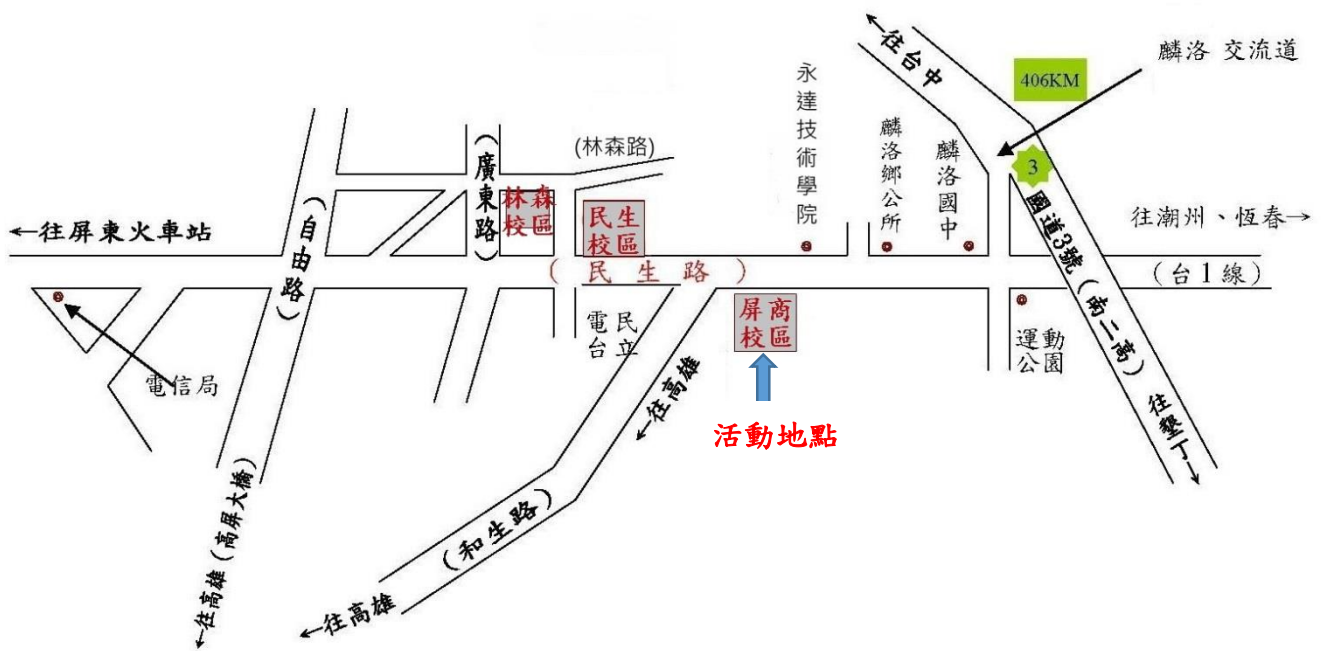 ←往台中
麟洛 交流道
406KM
3
永達技術學院
麟洛鄉公所
麟洛國中
(林森路)
(廣東路)
林森
校區
民生
校區
←往屏東火車站
(自由路)
(民生路)
國道3號(南二高)
往墾丁→
往潮州、恆春→
(台1線)
屏商
校區
電民
台立
運動
公園
電信局
←往高雄
活動地點
(和生路)
←往高雄
←往高雄(高屏大橋)